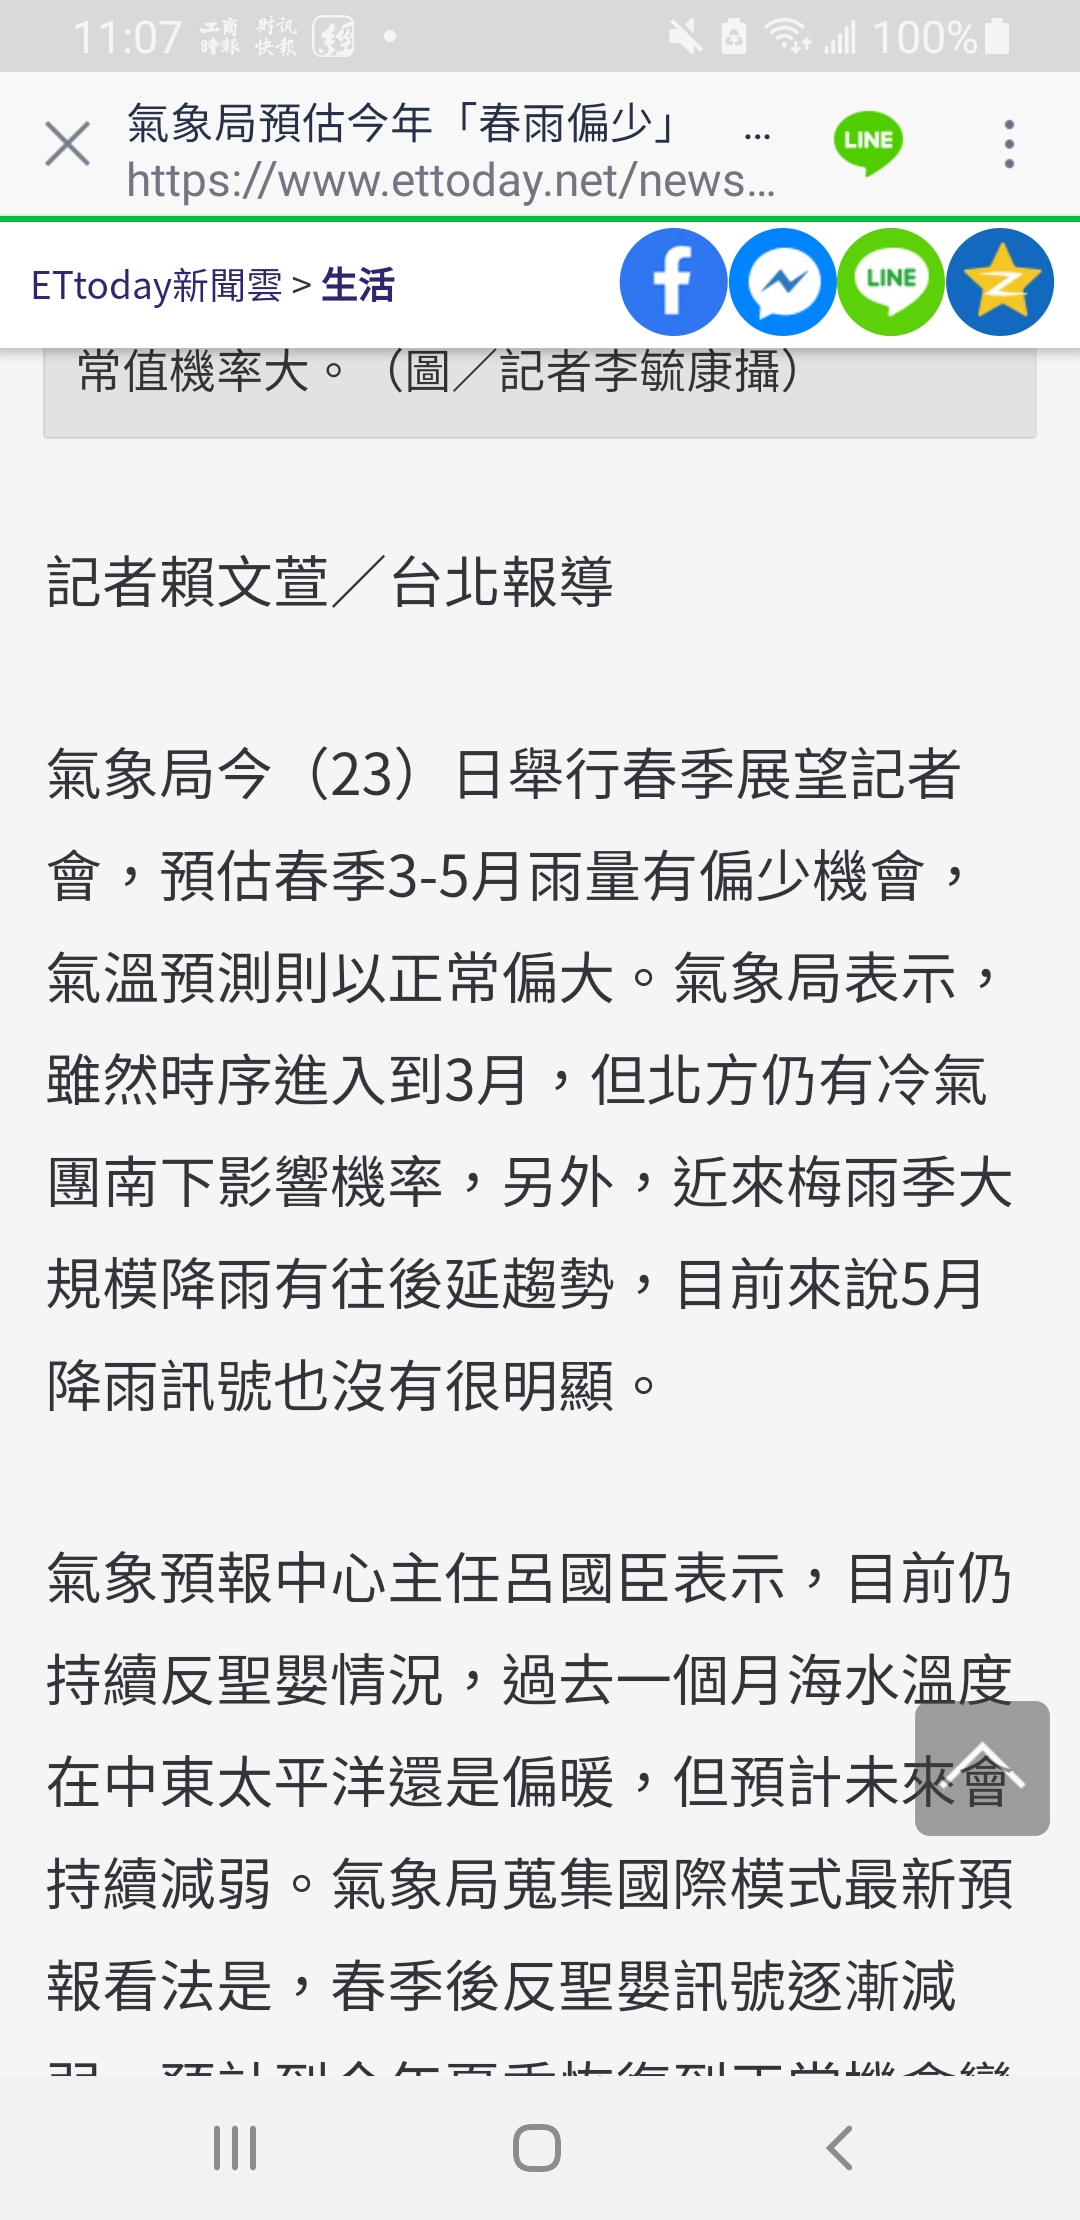 11:07 工商時報 財訊快報 經 100%
氣象局預估今年「春雨偏少」 ...
https://www.ettoday.net/news...
LINE
ETtoday新聞雲 > 生活
LINE
常值機率大。（圖／記者李毓康攝）
記者賴文萱／台北報導
氣象局今（23）日舉行春季展望記者
會，預估春季3-5月雨量有偏少機會，
氣溫預測則以正常偏大。氣象局表示，
雖然時序進入到3月，但北方仍有冷氣
團南下影響機率，另外，近來梅雨季大
規模降雨有往後延趨勢，目前來說5月
降雨訊號也沒有很明顯。
氣象預報中心主任呂國臣表示，目前仍
持續反聖嬰情況，過去一個月海水溫度
在中東太平洋還是偏暖，但預計未來會
持續減弱。氣象局蒐集國際模式最新預
報看法是，春季後反聖嬰訊號逐漸減